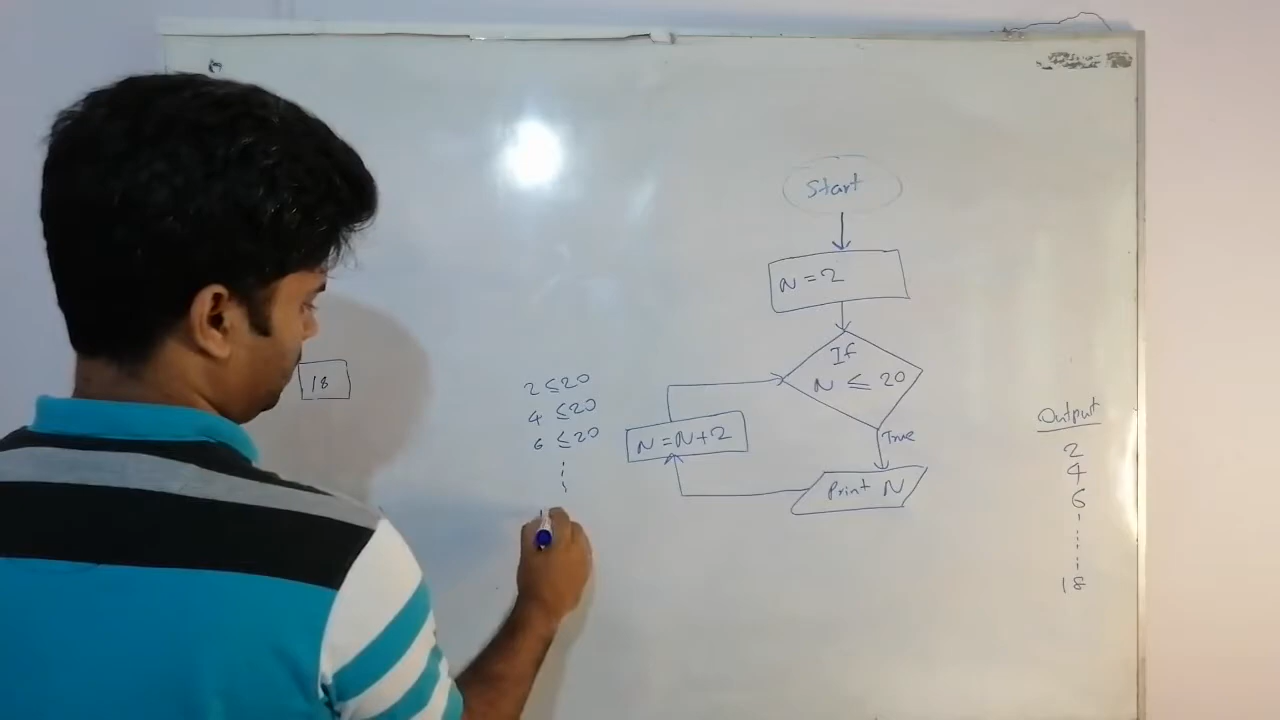 Start
N = 2
If
N ≤ 20
True
Print N
N = N + 2
18
2 ≤ 20
4 ≤ 20
6 ≤ 20
Output
2
4
6
18